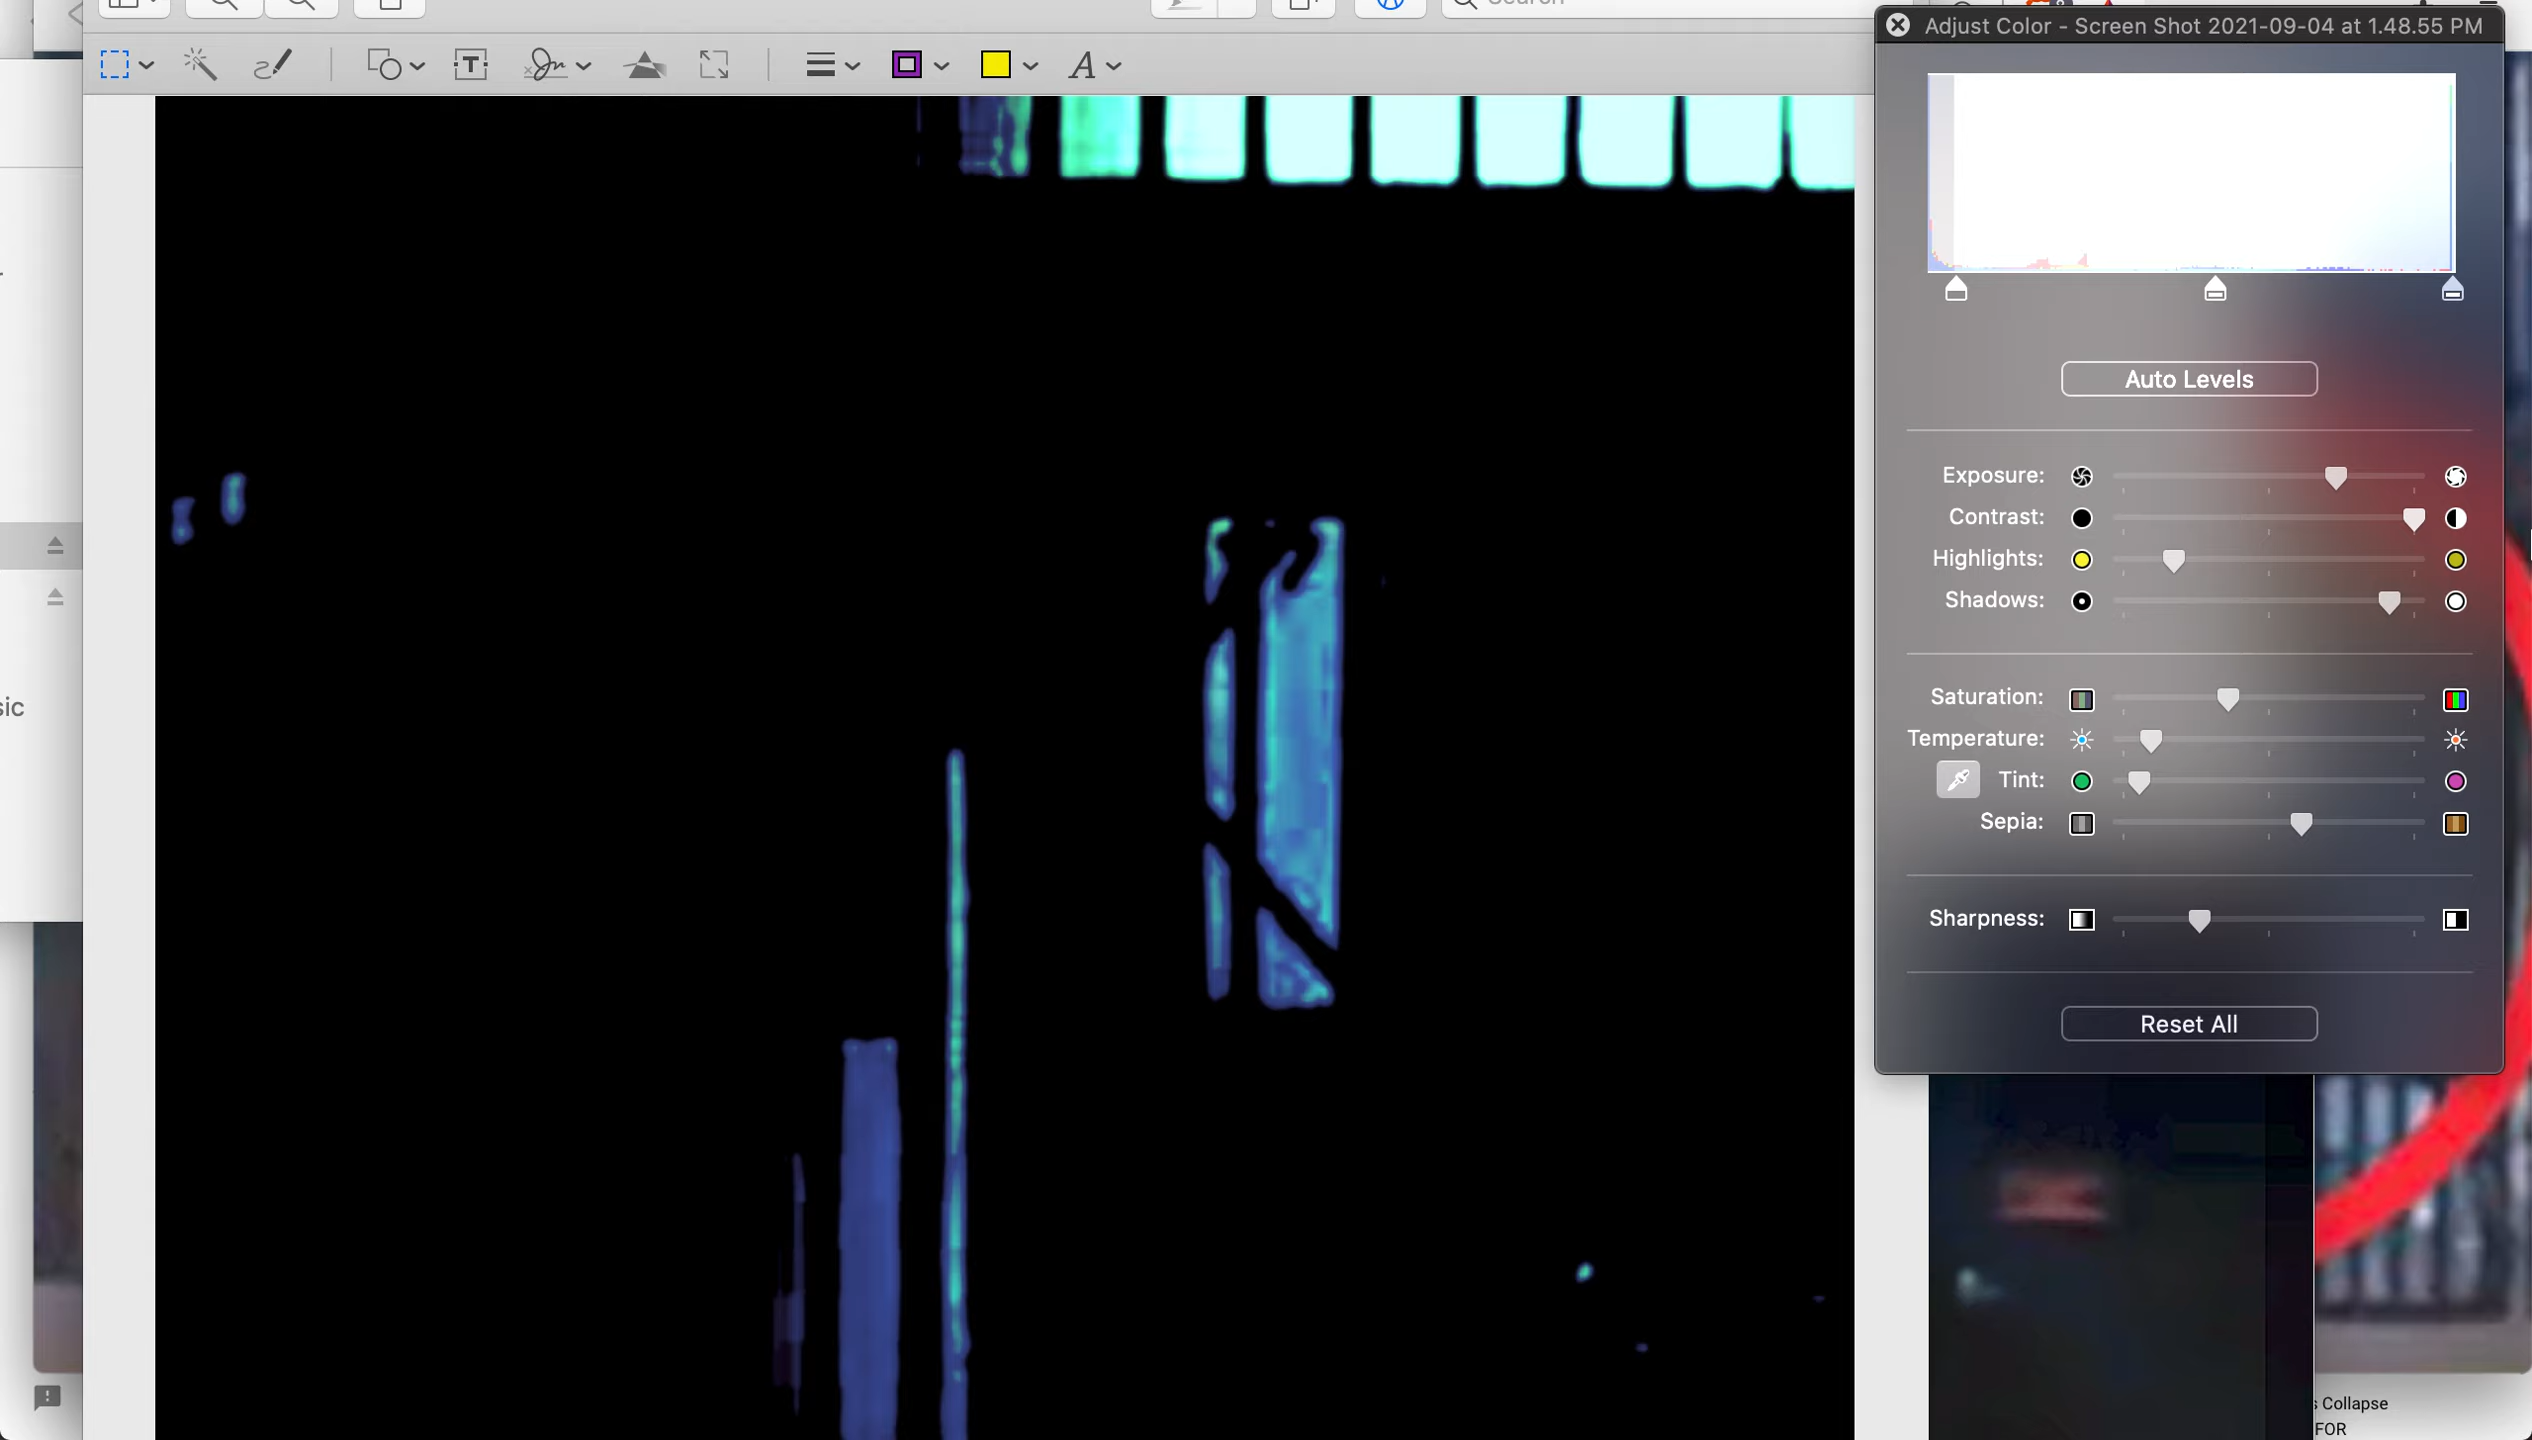 Search
Adjust Color - Screen Shot 2021-09-04 at 1.48.55 PM
T
A
Auto Levels
Exposure:
Contrast:
Highlights:
Shadows:
sic
Saturation:
Temperature:
Tint:
Sepia:
Sharpness:
Reset All
s Collapse
FOR